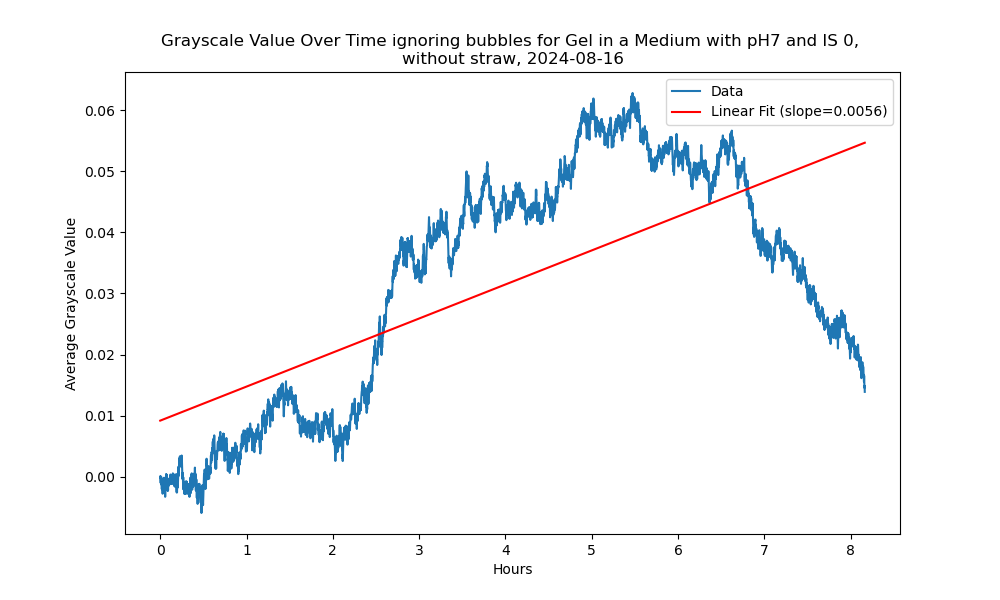 Grayscale Value Over Time ignoring bubbles for Gel in a Medium with pH7 and IS 0,
without straw, 2024-08-16
Data
Linear Fit (slope=0.0056)
Average Grayscale Value
0.06
0.05
0.04
0.03
0.02
0.01
0.00
0 1 2 3 4 5 6 7 8
Hours